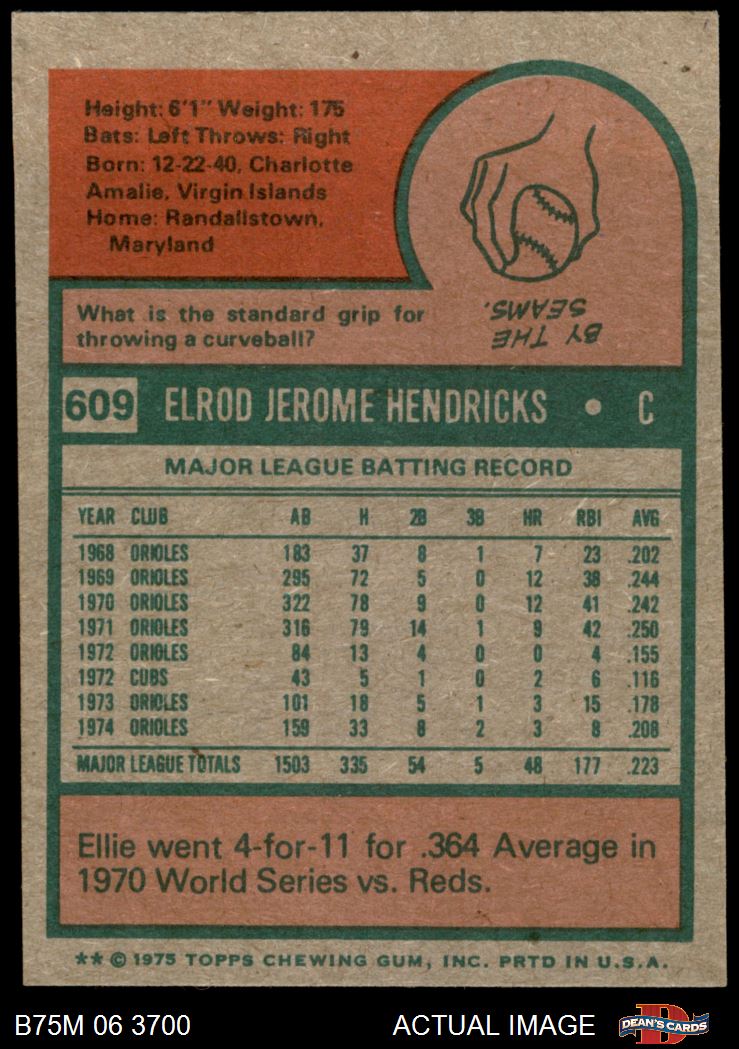 Height: 6'1" Weight: 175
Bats: Left Throws: Right
Born: 12-22-40, Charlotte
Amalie, Virgin Islands
Home: Randallstown,
Maryland
What is the standard grip for
throwing a curveball?
BY THE
SEAMS.
609 ELROD JEROME HENDRICKS • C
MAJOR LEAGUE BATTING RECORD
YEAR CLUB AB H 2B 3B HR RBI AVG
1968 ORIOLES 183 37 8 1 7 23 .202
1969 ORIOLES 295 72 5 0 12 38 .244
1970 ORIOLES 322 78 9 0 12 41 .242
1971 ORIOLES 316 79 14 1 9 42 .250
1972 ORIOLES 84 13 4 0 0 4 .155
1972 CUBS 43 5 1 0 2 6 .116
1973 ORIOLES 101 18 5 1 3 15 .178
1974 ORIOLES 159 33 8 2 3 8 .208
MAJOR LEAGUE TOTALS 1503 335 54 5 48 177 .223
Ellie went 4-for-11 for .364 Average in
1970 World Series vs. Reds.
** © 1975 TOPPS CHEWING GUM, INC. PRTD IN U.S.A.
B75M 06 3700 ACTUAL IMAGE D DEAN'S CARDS